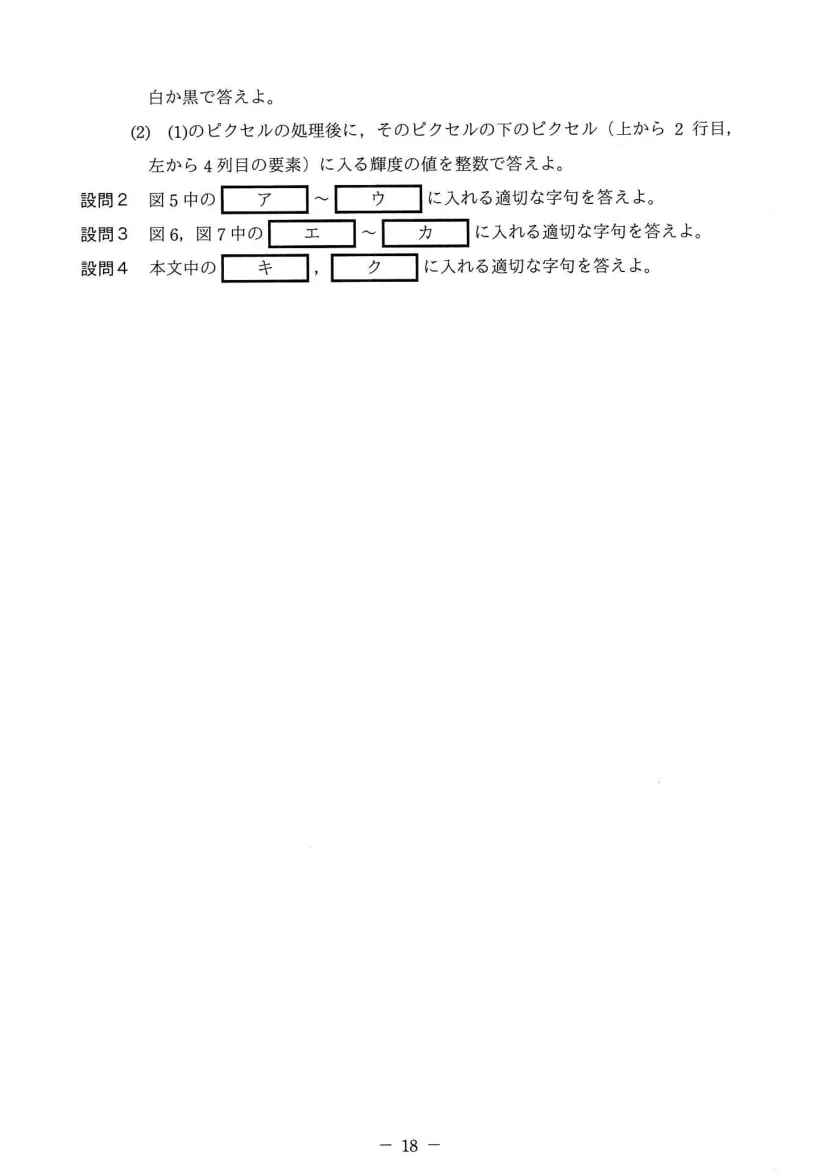 白か黒で答えよ。
(2) (1)のピクセルの処理後に，そのピクセルの下のピクセル（上から 2 行目，
左から 4 列目の要素）に入る輝度の値を整数で答えよ。
設問2 図 5 中の ア ～ ウ に入れる適切な字句を答えよ。
設問3 図 6，図 7 中の エ ～ カ に入れる適切な字句を答えよ。
設問4 本文中の キ ， ク に入れる適切な字句を答えよ。
－ 18 －